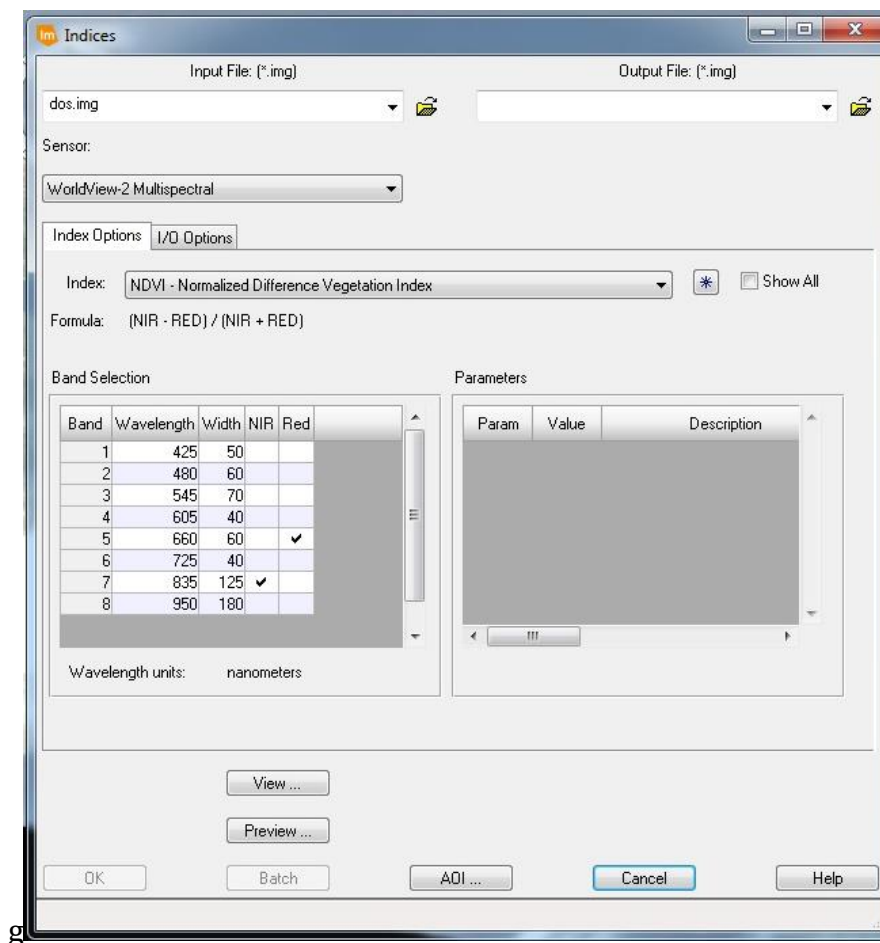 Im Indices
Input File: (*.img) Output File: (*.img)
dos.img
Sensor:
WorldView-2 Multispectral
Index Options I/O Options
Index: NDVI - Normalized Difference Vegetation Index * Show All
Formula: (NIR - RED) / (NIR + RED)
Band Selection Parameters
Band Wavelength Width NIR Red Param Value Description
1 425 50
2 480 60
3 545 70
4 605 40
5 660 60 ✔
6 725 40
7 835 125 ✔
8 950 180
Wavelength units: nanometers
View ...
Preview ...
OK Batch AOI ... Cancel Help
g